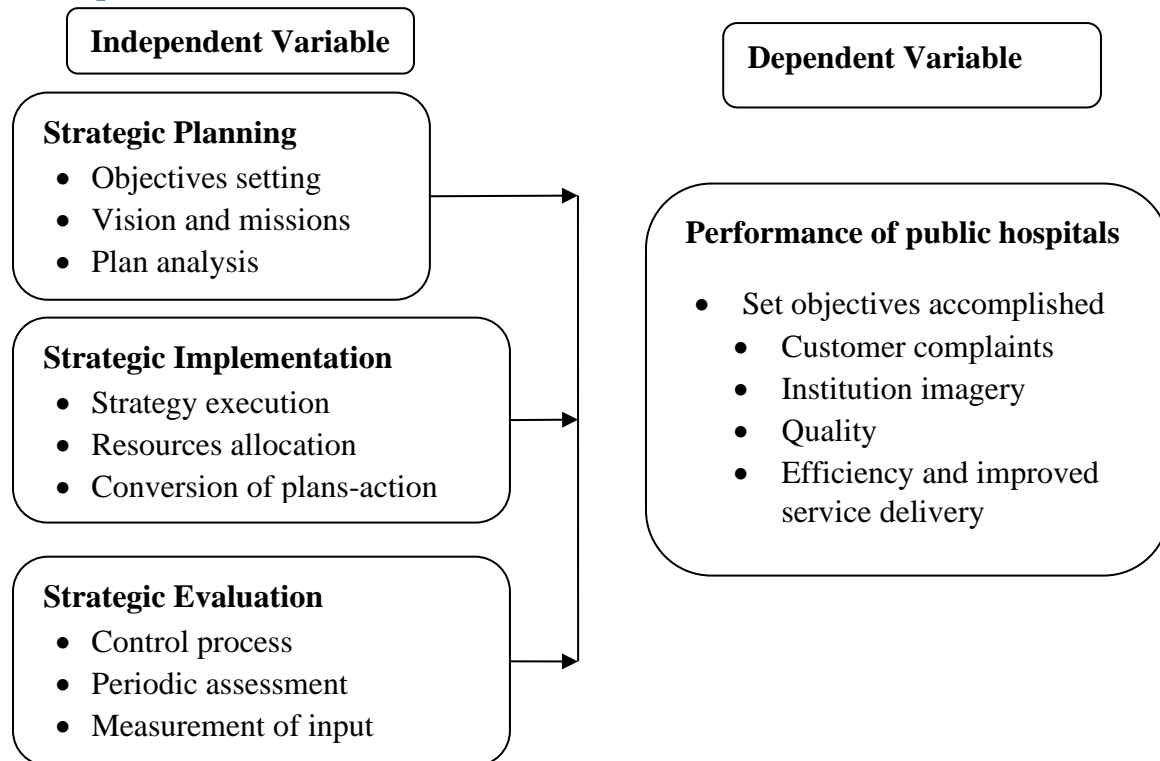 Independent Variable
Dependent Variable
Strategic Planning
• Objectives setting
• Vision and missions
• Plan analysis
Strategic Implementation
• Strategy execution
• Resources allocation
• Conversion of plans-action
Strategic Evaluation
• Control process
• Periodic assessment
• Measurement of input
Performance of public hospitals
• Set objectives accomplished
• Customer complaints
• Institution imagery
• Quality
• Efficiency and improved
service delivery